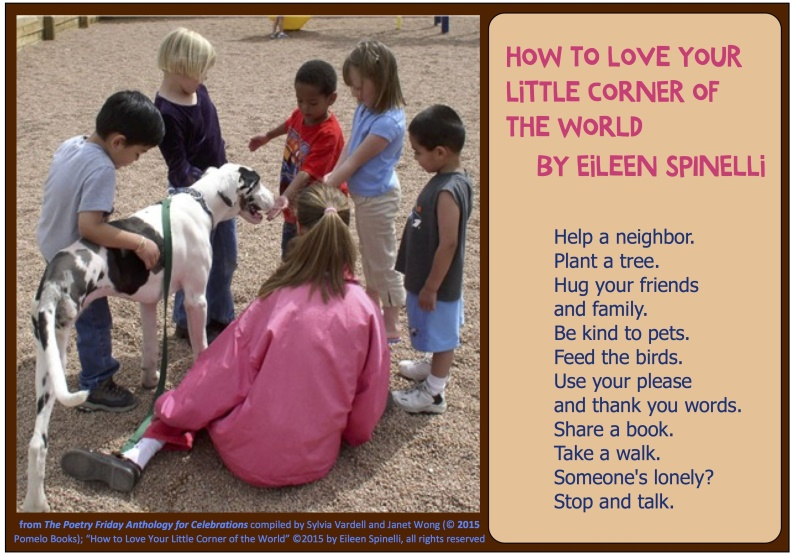 HOW TO LOVE YOUR
LiTTLE CORNER OF
THE WORLD
BY EiLEEN SPINELLi
Help a neighbor.
Plant a tree.
Hug your friends
and family.
Be kind to pets.
Feed the birds.
Use your please
and thank you words.
Share a book.
Take a walk.
Someone's lonely?
Stop and talk.
from The Poetry Friday Anthology for Celebrations compiled by Sylvia Vardell and Janet Wong (© 2015
Pomelo Books); “How to Love Your Little Corner of the World” ©2015 by Eileen Spinelli, all rights reserved